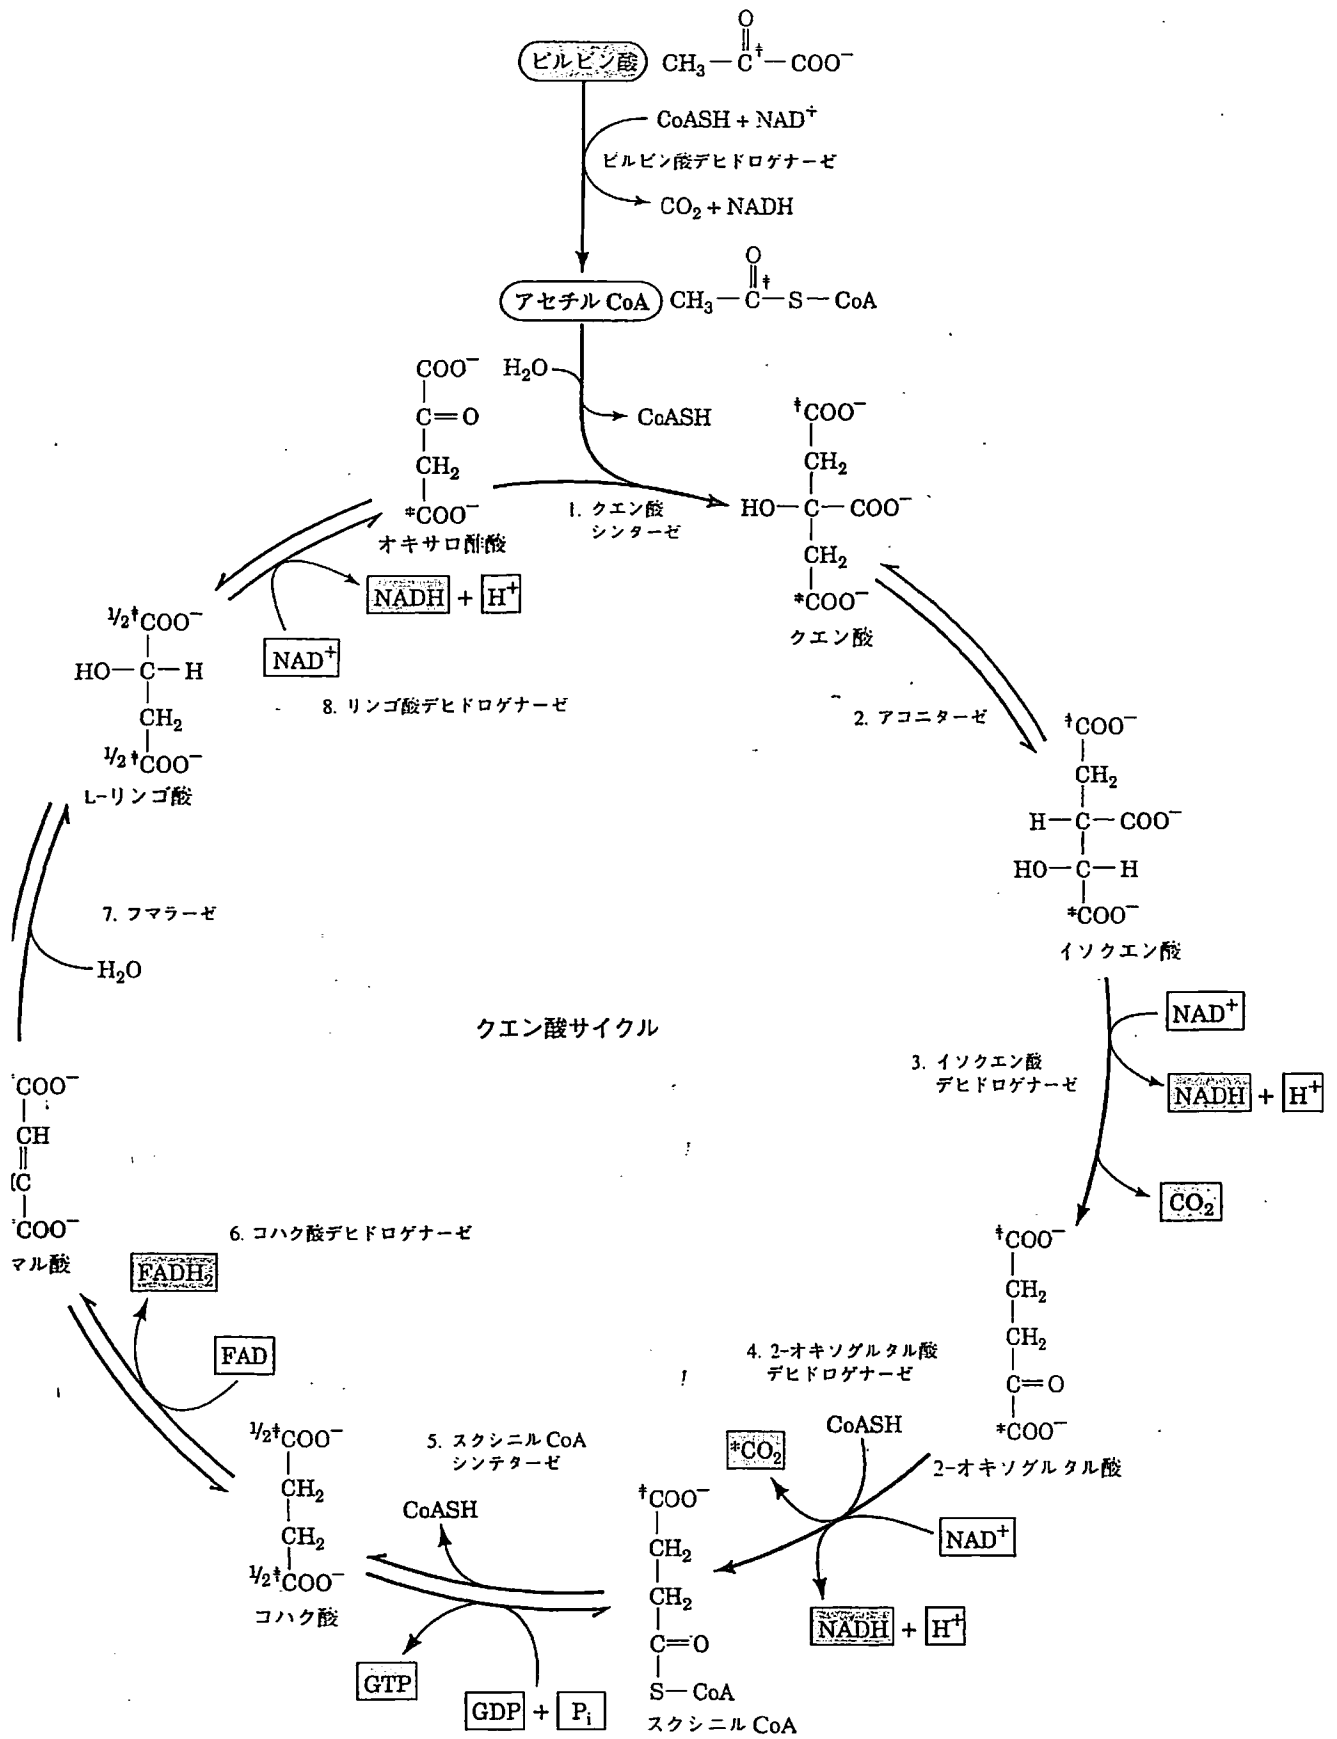 O
ピルビン酸 CH₃—C‡—COO⁻
CoASH + NAD⁺
ピルビン酸デヒドロゲナーゼ
CO₂ + NADH
O
アセチル CoA CH₃—C‡—S—CoA
H₂O
CoASH
COO⁻
C=O
CH₂
*COO⁻
オキサロ酢酸
1. クエン酸
シンターゼ
‡COO⁻
CH₂
HO—C—COO⁻
CH₂
*COO⁻
クエン酸
NADH + H⁺
NAD⁺
8. リンゴ酸デヒドロゲナーゼ
1/2‡COO⁻
HO—C—H
CH₂
1/2‡COO⁻
L-リンゴ酸
2. アコニターゼ
‡COO⁻
CH₂
H—C—COO⁻
HO—C—H
*COO⁻
イソクエン酸
7. フマラーゼ
H₂O
クエン酸サイクル
NAD⁺
3. イソクエン酸
デヒドロゲナーゼ
NADH + H⁺
CO₂
COO⁻
CH
C
COO⁻
マル酸
6. コハク酸デヒドロゲナーゼ
FADH₂
FAD
‡COO⁻
CH₂
CH₂
C=O
*COO⁻
2-オキソグルタル酸
4. 2-オキソグルタル酸
デヒドロゲナーゼ
CoASH
*CO₂
NAD⁺
NADH + H⁺
1/2‡COO⁻
CH₂
CH₂
1/2‡COO⁻
コハク酸
5. スクシニル CoA
シンテターゼ
CoASH
GTP
GDP + Pᵢ
‡COO⁻
CH₂
CH₂
C=O
S—CoA
スクシニル CoA